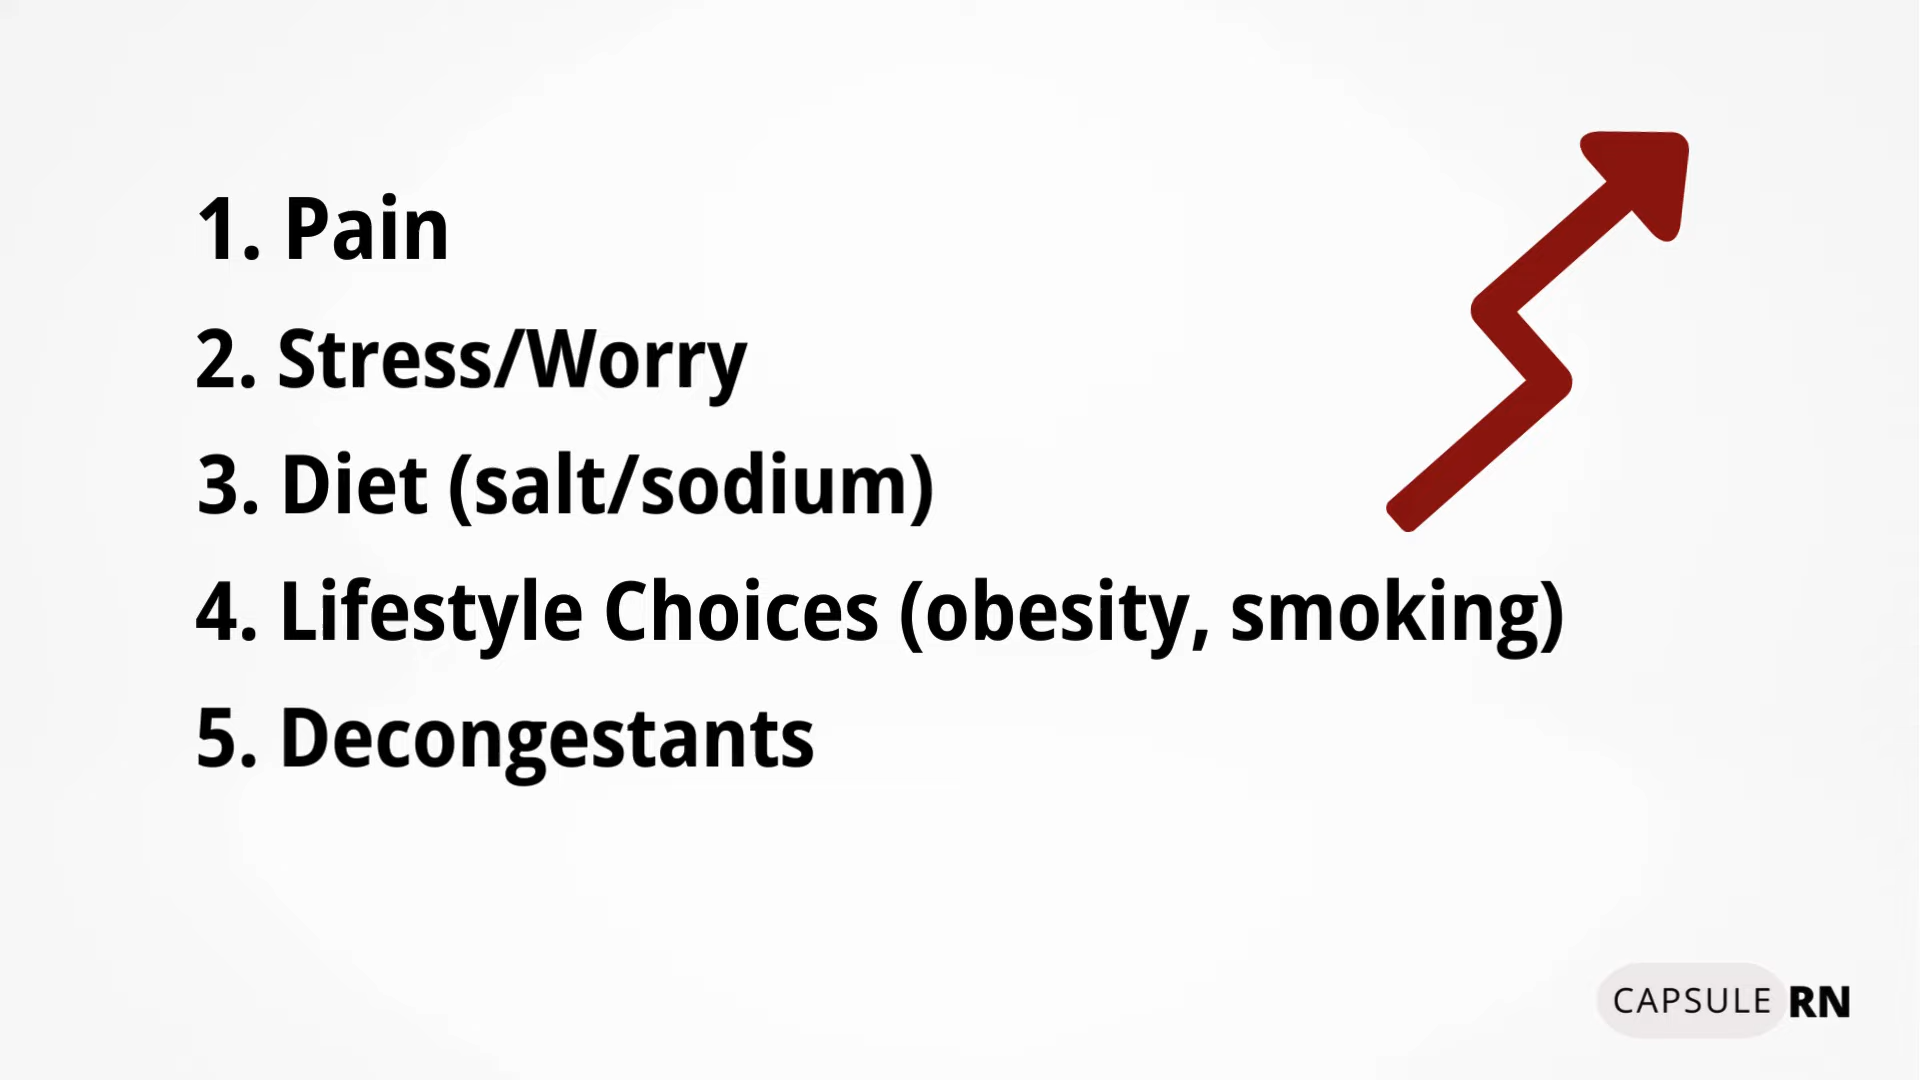 1. Pain
2. Stress/Worry
3. Diet (salt/sodium)
4. Lifestyle Choices (obesity, smoking)
5. Decongestants
CAPSULE RN